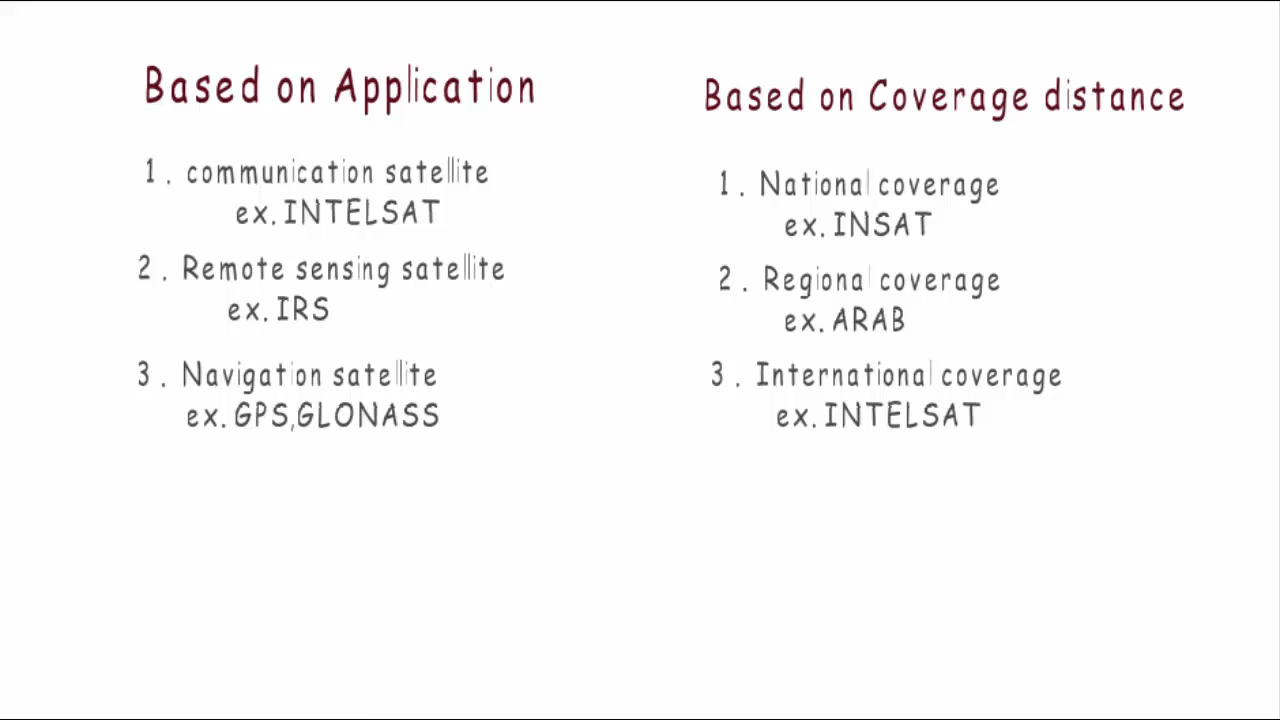 Based on Application
1. communication satellite
ex. INTELSAT
2. Remote sensing satellite
ex. IRS
3. Navigation satellite
ex. GPS,GLONASS
Based on Coverage distance
1. National coverage
ex. INSAT
2. Regional coverage
ex. ARAB
3. International coverage
ex. INTELSAT